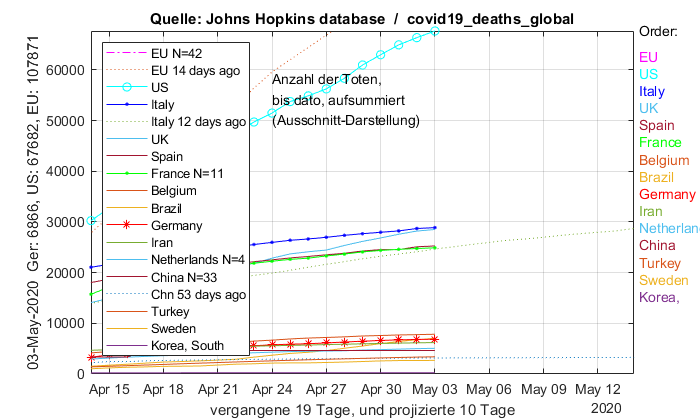 Quelle: Johns Hopkins database / covid19_deaths_global
03-May-2020 Ger: 6866, US: 67682, EU: 107871
60000
50000
40000
30000
20000
10000
0
EU N=42
EU 14 days ago
US
Italy
Italy 12 days ago
UK
Spain
France N=11
Belgium
Brazil
Germany
Iran
Netherlands N=4
China N=33
Chn 53 days ago
Turkey
Sweden
Korea, South
Anzahl der Toten,
bis dato, aufsummiert
(Ausschnitt-Darstellung)
Order:
EU
US
Italy
UK
Spain
France
Belgium
Brazil
Germany
Iran
Netherlan
China
Turkey
Sweden
Korea,
Apr 15 Apr 18 Apr 21 Apr 24 Apr 27 Apr 30 May 03 May 06 May 09 May 12
2020
vergangene 19 Tage, und projizierte 10 Tage